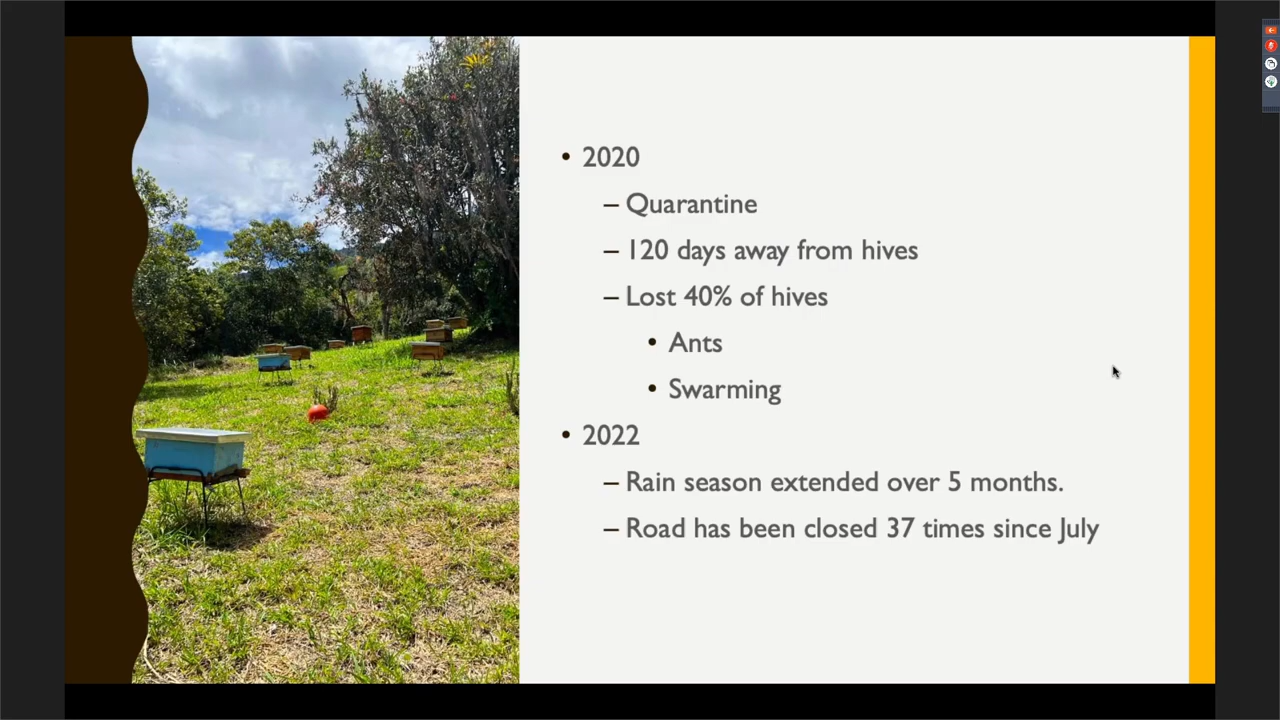 • 2020
– Quarantine
– 120 days away from hives
– Lost 40% of hives
• Ants
• Swarming
• 2022
– Rain season extended over 5 months.
– Road has been closed 37 times since July